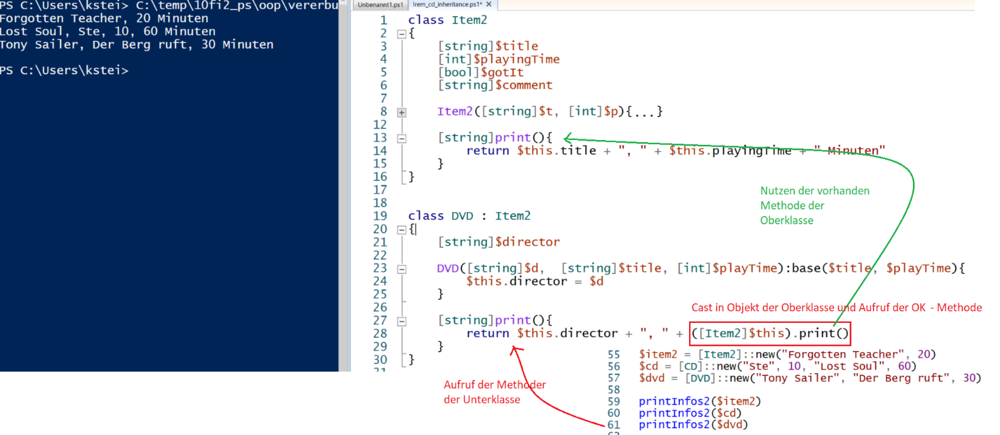 PS C:\Users\kstei> C:\temp\10fi2_ps\oop\vererbu
Forgotten Teacher, 20 Minuten
Lost Soul, Ste, 10, 60 Minuten
Tony Sailer, Der Berg ruft, 30 Minuten
PS C:\Users\kstei>
Unbenannt1.ps1 Irem_cd_inheritance.ps1* X
1 class Item2
2 {
3 [string]$title
4 [int]$playingTime
5 [bool]$gotIt
6 [string]$comment
7
8 Item2([string]$t, [int]$p){...}
12
13 [string]print(){
14 return $this.title + ", " + $this.playingTime + " Minuten"
15 }
16 }
17
18
19 class DVD : Item2
20 {
21 [string]$director
22
23 DVD([string]$d, [string]$title, [int]$playTime):base($title, $playTime){
24 $this.director = $d
25 }
26
27 [string]print(){
28 return $this.director + ", " + ([Item2]$this).print()
29 }
30 }
31
Nutzen der vorhanden
Methode der
Oberklasse
Cast in Objekt der Oberklasse und Aufruf der OK - Methode
Aufruf der Methoder
der Unterklasse
55 $item2 = [Item2]::new("Forgotten Teacher", 20)
56 $cd = [CD]::new("Ste", 10, "Lost Soul", 60)
57 $dvd = [DVD]::new("Tony Sailer", "Der Berg ruft", 30)
58
59 printInfos2($item2)
60 printInfos2($cd)
61 printInfos2($dvd)